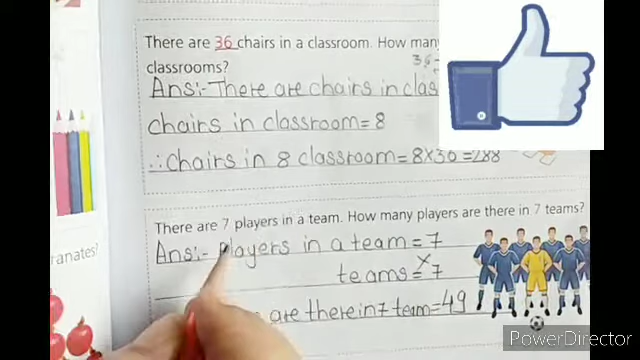 There are 36 chairs in a classroom. How many
classrooms?
Ans:- There are chairs in clas
chairs in classroom = 8
∴ chairs in 8 classroom = 8×36 = 288
There are 7 players in a team. How many players are there in 7 teams?
ranates?
Ans:- Players in a team = 7
×
teams = 7
are there in 7 team = 49
PowerDirector